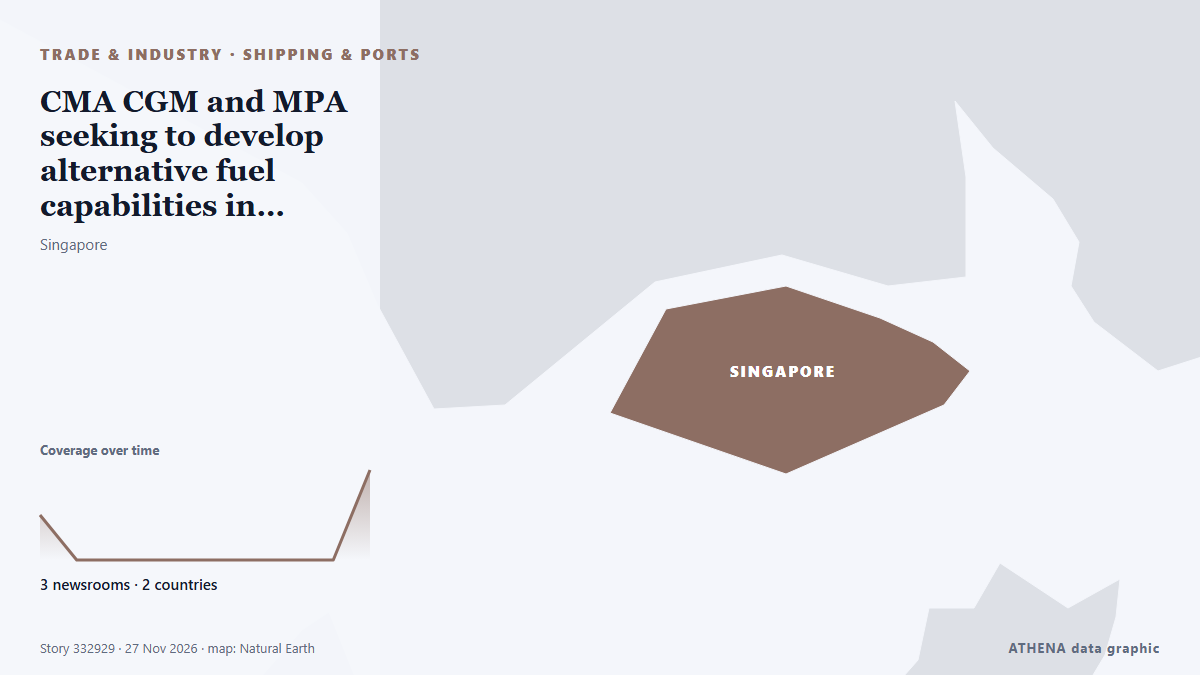 TRADE & INDUSTRY · SHIPPING & PORTS
CMA CGM and MPA
seeking to develop
alternative fuel
capabilities in...
Singapore
SINGAPORE
Coverage over time
3 newsrooms · 2 countries
Story 332929 · 27 Nov 2026 · map: Natural Earth
ATHENA data graphic